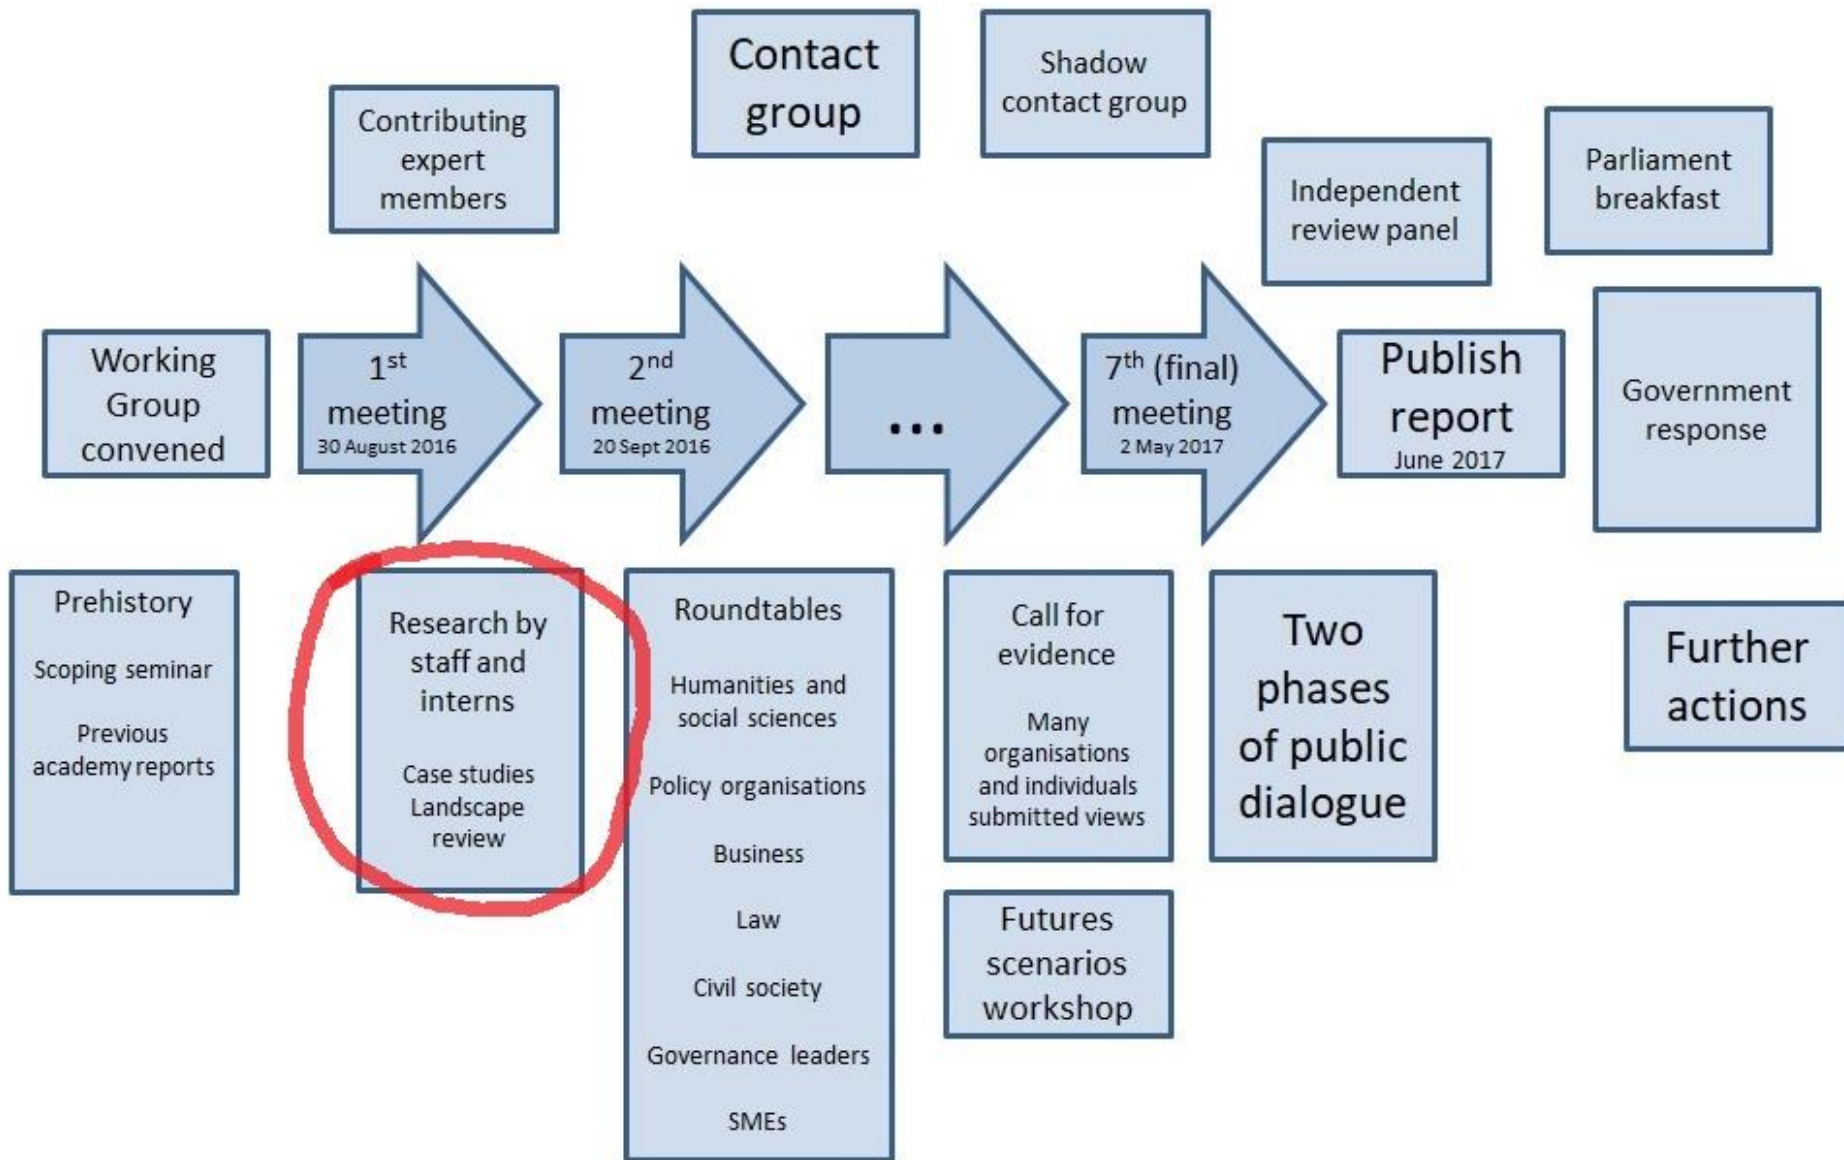 Contact
group
Shadow
contact group
Contributing
expert
members
Parliament
breakfast
Independent
review panel
Working
Group
convened
1st
meeting
30 August 2016
2nd
meeting
20 Sept 2016
...
7th (final)
meeting
2 May 2017
Publish
report
June 2017
Government
response
Prehistory
Scoping seminar
Previous
academy reports
Research by
staff and
interns
Case studies
Landscape
review
Roundtables
Humanities and
social sciences
Policy organisations
Business
Law
Civil society
Governance leaders
SMEs
Call for
evidence
Many
organisations
and individuals
submitted views
Futures
scenarios
workshop
Two
phases
of public
dialogue
Further
actions